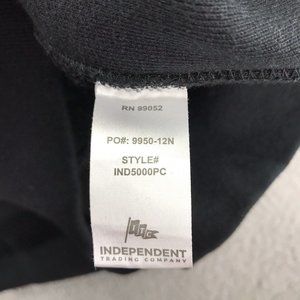 RN 99052
PO#: 9950-12N
STYLE#
IND5000PC
INDEPENDENT
TRADING COMPANY